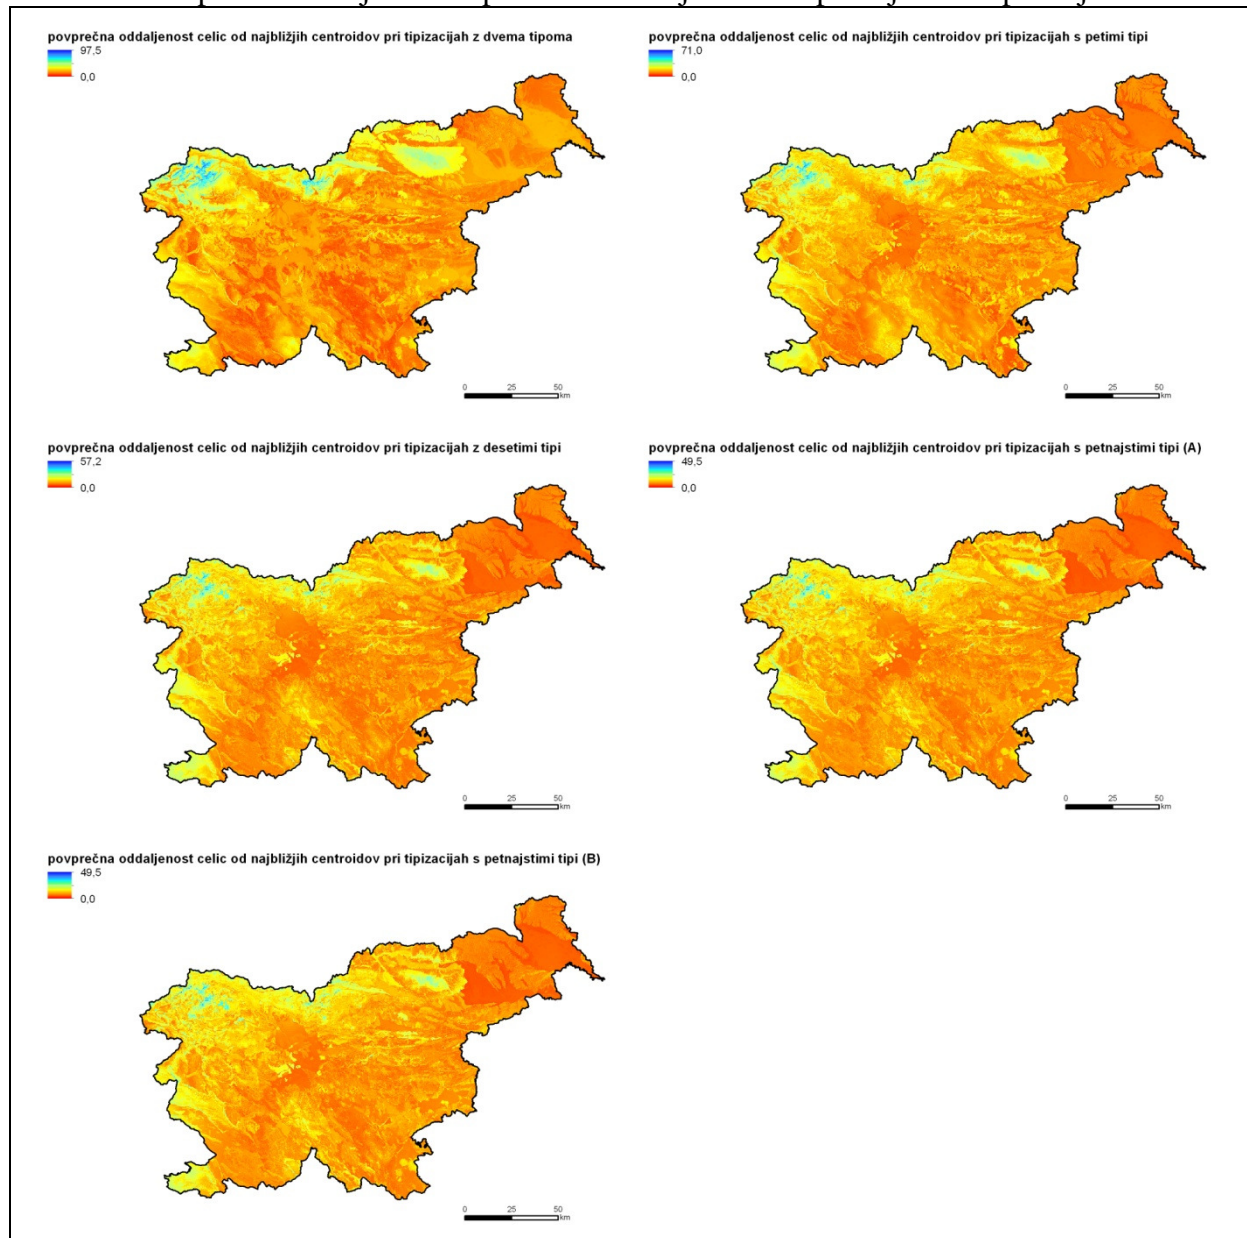 povprečna oddaljenost celic od najbližjih centroidov pri tipizacijah z dvema tipoma
97,5
0,0
0 25 50
km
povprečna oddaljenost celic od najbližjih centroidov pri tipizacijah s petimi tipi
71,0
0,0
0 25 50
km
povprečna oddaljenost celic od najbližjih centroidov pri tipizacijah z desetimi tipi
57,2
0,0
0 25 50
km
povprečna oddaljenost celic od najbližjih centroidov pri tipizacijah s petnajstimi tipi (A)
49,5
0,0
0 25 50
km
povprečna oddaljenost celic od najbližjih centroidov pri tipizacijah s petnajstimi tipi (B)
49,5
0,0
0 25 50
km